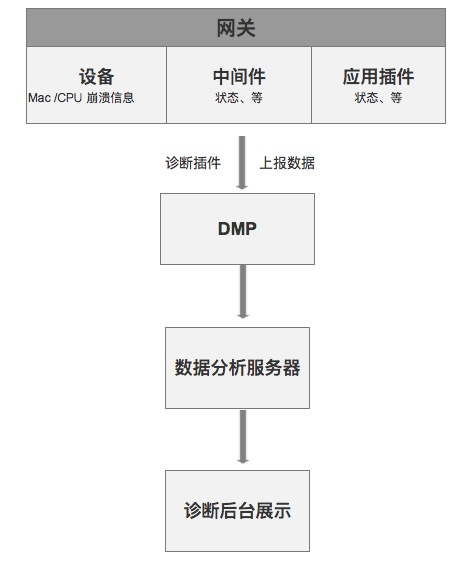 网关
设备
Mac /CPU 崩溃信息
中间件
状态、等
应用插件
状态、等
诊断插件 上报数据
DMP
数据分析服务器
诊断后台展示